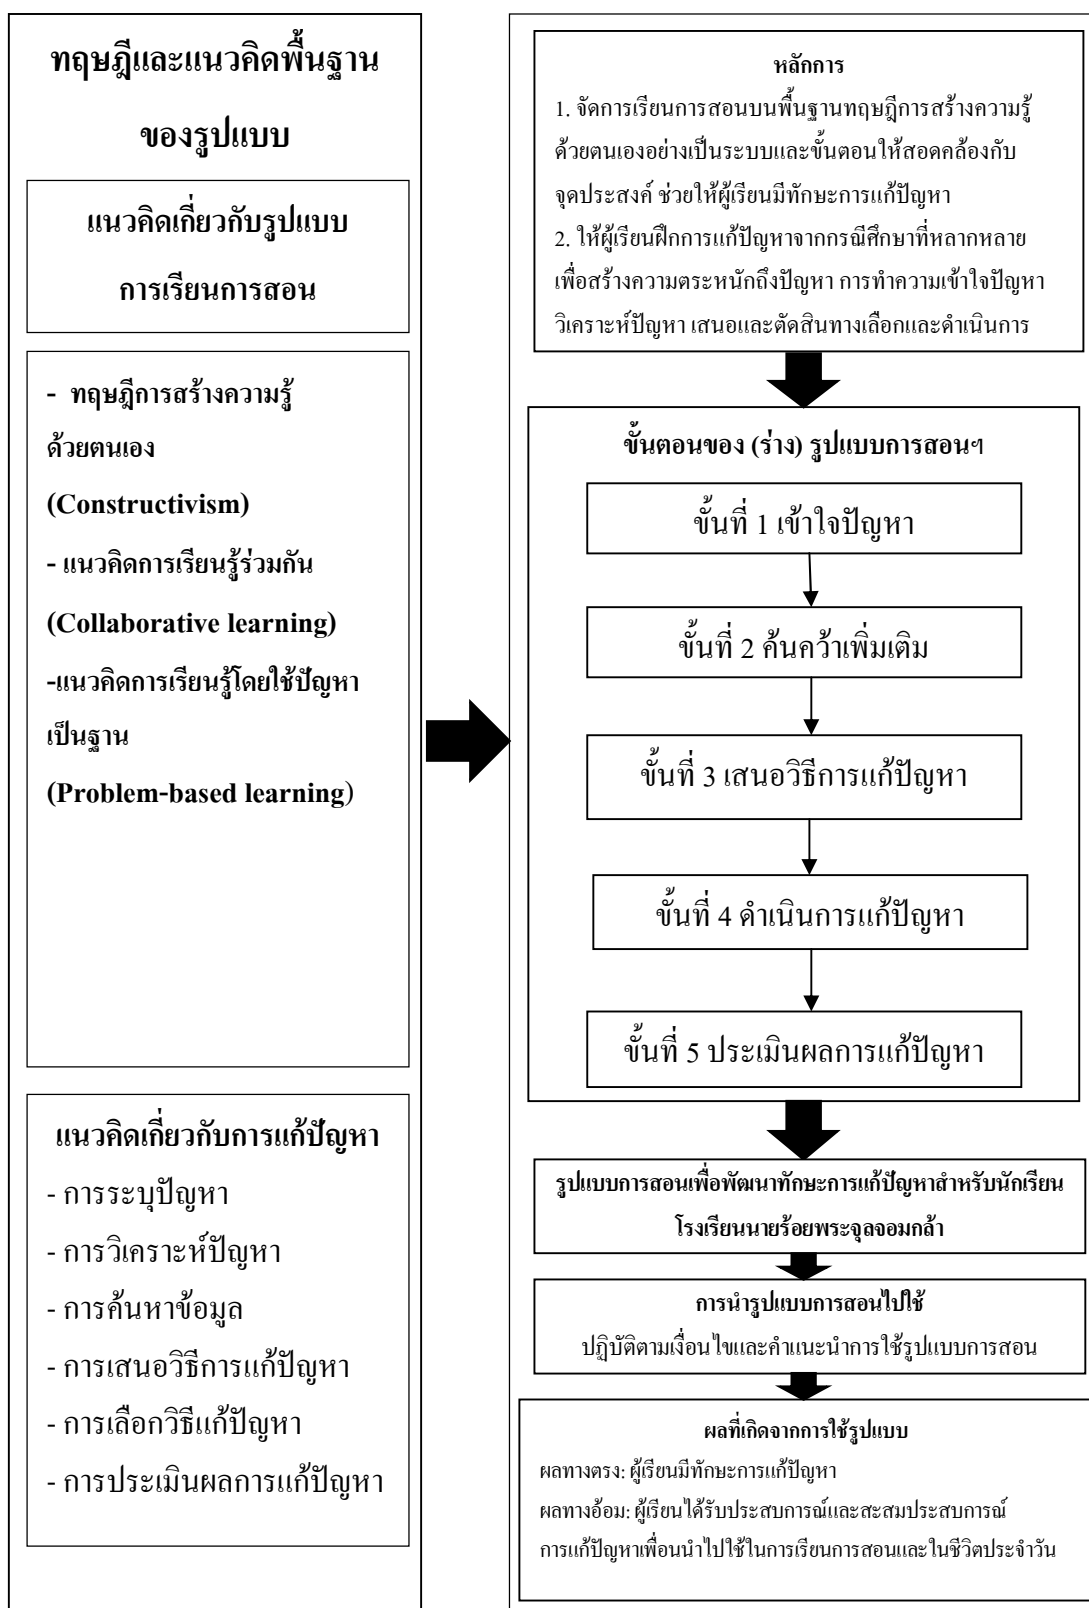 ทฤษฎีและแนวคิดพื้นฐาน
ของรูปแบบ
แนวคิดเกี่ยวกับรูปแบบ
การเรียนการสอน
- ทฤษฎีการสร้างความรู้
ด้วยตนเอง
(Constructivism)
- แนวคิดการเรียนรู้ร่วมกัน
(Collaborative learning)
-แนวคิดการเรียนรู้โดยใช้ปัญหา
เป็นฐาน
(Problem-based learning)
แนวคิดเกี่ยวกับการแก้ปัญหา
- การระบุปัญหา
- การวิเคราะห์ปัญหา
- การค้นหาข้อมูล
- การเสนอวิธีการแก้ปัญหา
- การเลือกวิธีแก้ปัญหา
- การประเมินผลการแก้ปัญหา
หลักการ
1. จัดการเรียนการสอนบนพื้นฐานทฤษฎีการสร้างความรู้
ด้วยตนเองอย่างเป็นระบบและขั้นตอนให้สอดคล้องกับ
จุดประสงค์ ช่วยให้ผู้เรียนมีทักษะการแก้ปัญหา
2. ให้ผู้เรียนฝึกการแก้ปัญหาจากกรณีศึกษาที่หลากหลาย
เพื่อสร้างความตระหนักถึงปัญหา การทำความเข้าใจปัญหา
วิเคราะห์ปัญหา เสนอและตัดสินทางเลือกและดำเนินการ
ขั้นตอนของ (ร่าง) รูปแบบการสอนฯ
ขั้นที่ 1 เข้าใจปัญหา
ขั้นที่ 2 ค้นคว้าเพิ่มเติม
ขั้นที่ 3 เสนอวิธีการแก้ปัญหา
ขั้นที่ 4 ดำเนินการแก้ปัญหา
ขั้นที่ 5 ประเมินผลการแก้ปัญหา
รูปแบบการสอนเพื่อพัฒนาทักษะการแก้ปัญหาสำหรับนักเรียน
โรงเรียนนายร้อยพระจุลจอมกล้า
การนำรูปแบบการสอนไปใช้
ปฏิบัติตามเงื่อนไขและคำแนะนำการใช้รูปแบบการสอน
ผลที่เกิดจากการใช้รูปแบบ
ผลทางตรง: ผู้เรียนมีทักษะการแก้ปัญหา
ผลทางอ้อม: ผู้เรียนได้รับประสบการณ์และสะสมประสบการณ์
การแก้ปัญหาเพื่อนนำไปใช้ในการเรียนการสอนและในชีวิตประจำวัน